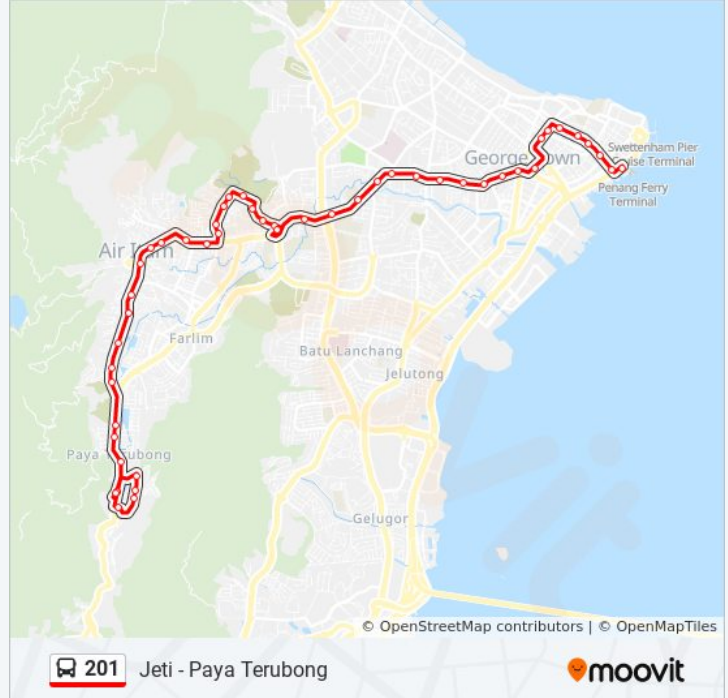 Swettenham Pier
Cruise Terminal
George Town
Penang Ferry
Terminal
Air Itam
Farlim
Batu Lanchang
Jelutong
Paya Terubong
Gelugor
© OpenStreetMap contributors | © OpenMapTiles
201 Jeti - Paya Terubong
moovit